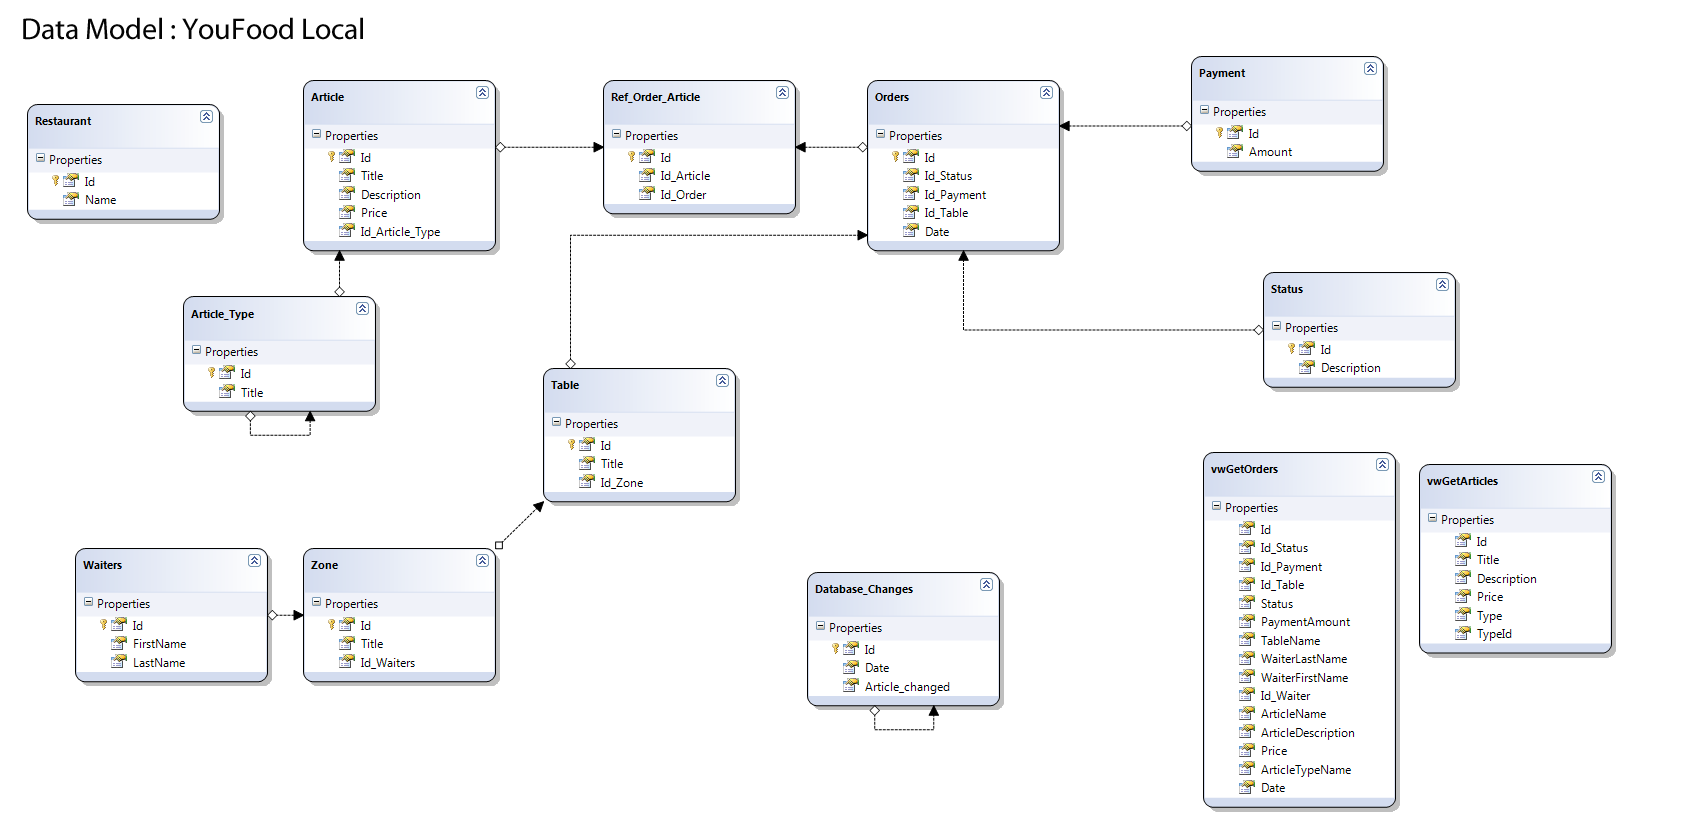 Data Model : YouFood Local
Restaurant
Properties
Id
Name
Article
Properties
Id
Title
Description
Price
Id_Article_Type
Ref_Order_Article
Properties
Id
Id_Article
Id_Order
Orders
Properties
Id
Id_Status
Id_Payment
Id_Table
Date
Payment
Properties
Id
Amount
Article_Type
Properties
Id
Title
Table
Properties
Id
Title
Id_Zone
Status
Properties
Id
Description
Waiters
Properties
Id
FirstName
LastName
Zone
Properties
Id
Title
Id_Waiters
Database_Changes
Properties
Id
Date
Article_changed
vwGetOrders
Properties
Id
Id_Status
Id_Payment
Id_Table
Status
PaymentAmount
TableName
WaiterLastName
WaiterFirstName
Id_Waiter
ArticleName
ArticleDescription
Price
ArticleTypeName
Date
vwGetArticles
Properties
Id
Title
Description
Price
Type
TypeId